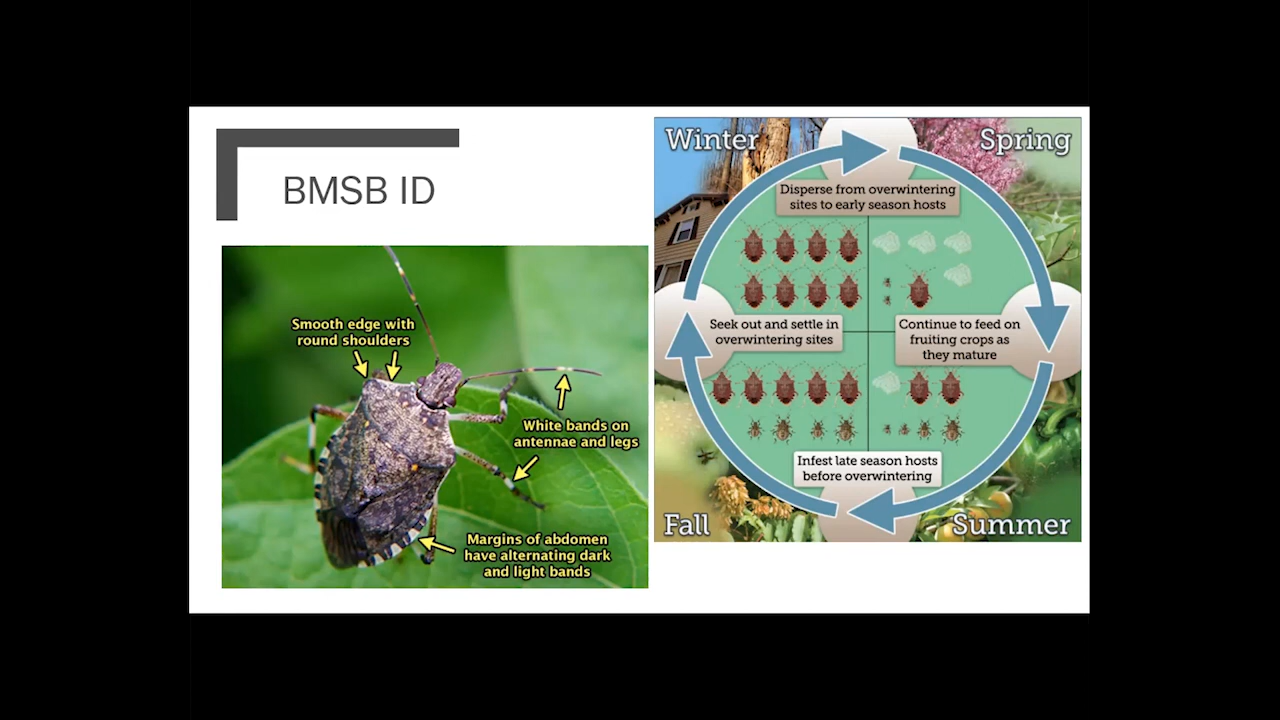 BMSB ID
Smooth edge with
round shoulders
White bands on
antennae and legs
Margins of abdomen
have alternating dark
and light bands
Winter
Spring
Disperse from overwintering
sites to early season hosts
Seek out and settle in
overwintering sites
Continue to feed on
fruiting crops as
they mature
Infest late season hosts
before overwintering
Fall
Summer